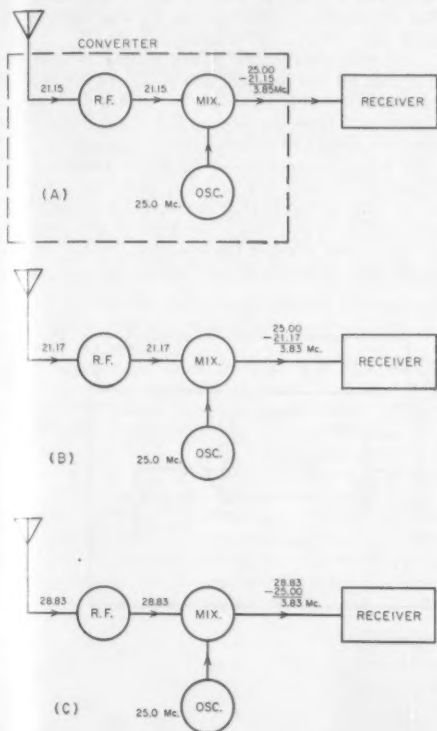 CONVERTER
21.15
R.F.
21.15
MIX.
25.00
-21.15
3.85 Mc.
RECEIVER
(A)
25.0 Mc.
OSC.
21.17
R.F.
21.17
MIX.
25.00
-21.17
3.83 Mc.
RECEIVER
(B)
25.0 Mc.
OSC.
28.83
R.F.
28.83
MIX.
28.83
-25.00
3.83 Mc.
RECEIVER
(C)
25.0 Mc.
OSC.